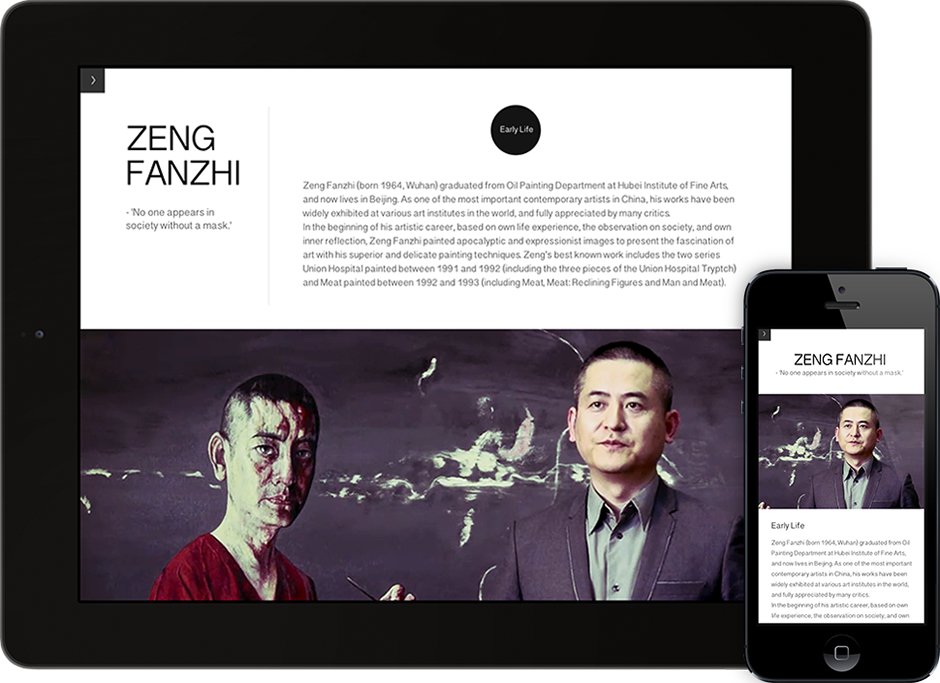 ZENG
FANZHI
- 'No one appears in
society without a mask.'
Early Life
Zeng Fanzhi (born 1964, Wuhan) graduated from Oil Painting Department at Hubei Institute of Fine Arts,
and now lives in Beijing. As one of the most important contemporary artists in China, his works have been
widely exhibited at various art institutes in the world, and fully appreciated by many critics.
In the beginning of his artistic career, based on own life experience, the observation on society, and own
inner reflection, Zeng Fanzhi painted apocalyptic and expressionist images to present the fascination of
art with his superior and delicate painting techniques. Zeng's best known work includes the two series
Union Hospital painted between 1991 and 1992 (including the three pieces of the Union Hospital Tryptch)
and Meat painted between 1992 and 1993 (including Meat, Meat: Reclining Figures and Man and Meat).
ZENG FANZHI
- 'No one appears in society without a mask.'
Early Life
Zeng Fanzhi (born 1964, Wuhan) graduated from Oil
Painting Department at Hubei Institute of Fine Arts,
and now lives in Beijing. As one of the most important
contemporary artists in China, his works have been
widely exhibited at various art institutes in the world,
and fully appreciated by many critics.
In the beginning of his artistic career, based on own
life experience, the observation on society, and own